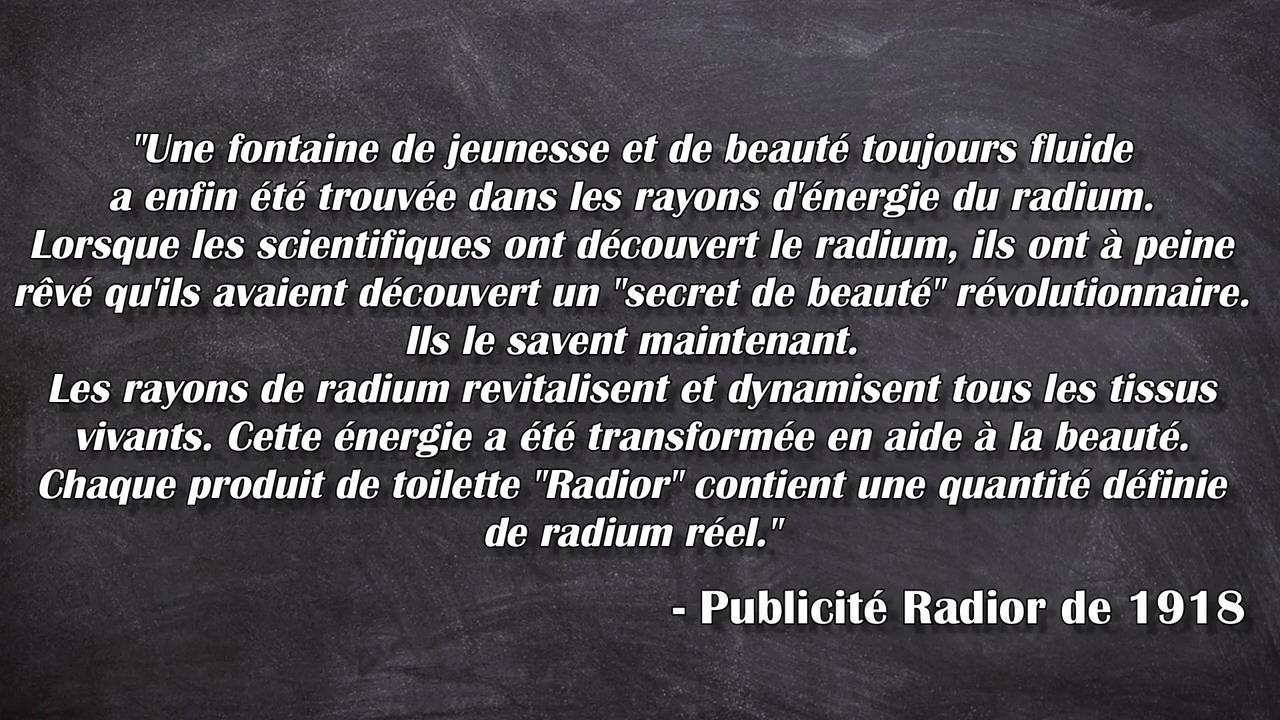 "Une fontaine de jeunesse et de beauté toujours fluide
a enfin été trouvée dans les rayons d'énergie du radium.
Lorsque les scientifiques ont découvert le radium, ils ont à peine
rêvé qu'ils avaient découvert un "secret de beauté" révolutionnaire.
Ils le savent maintenant.
Les rayons de radium revitalisent et dynamisent tous les tissus
vivants. Cette énergie a été transformée en aide à la beauté.
Chaque produit de toilette "Radior" contient une quantité définie
de radium réel."
- Publicité Radior de 1918